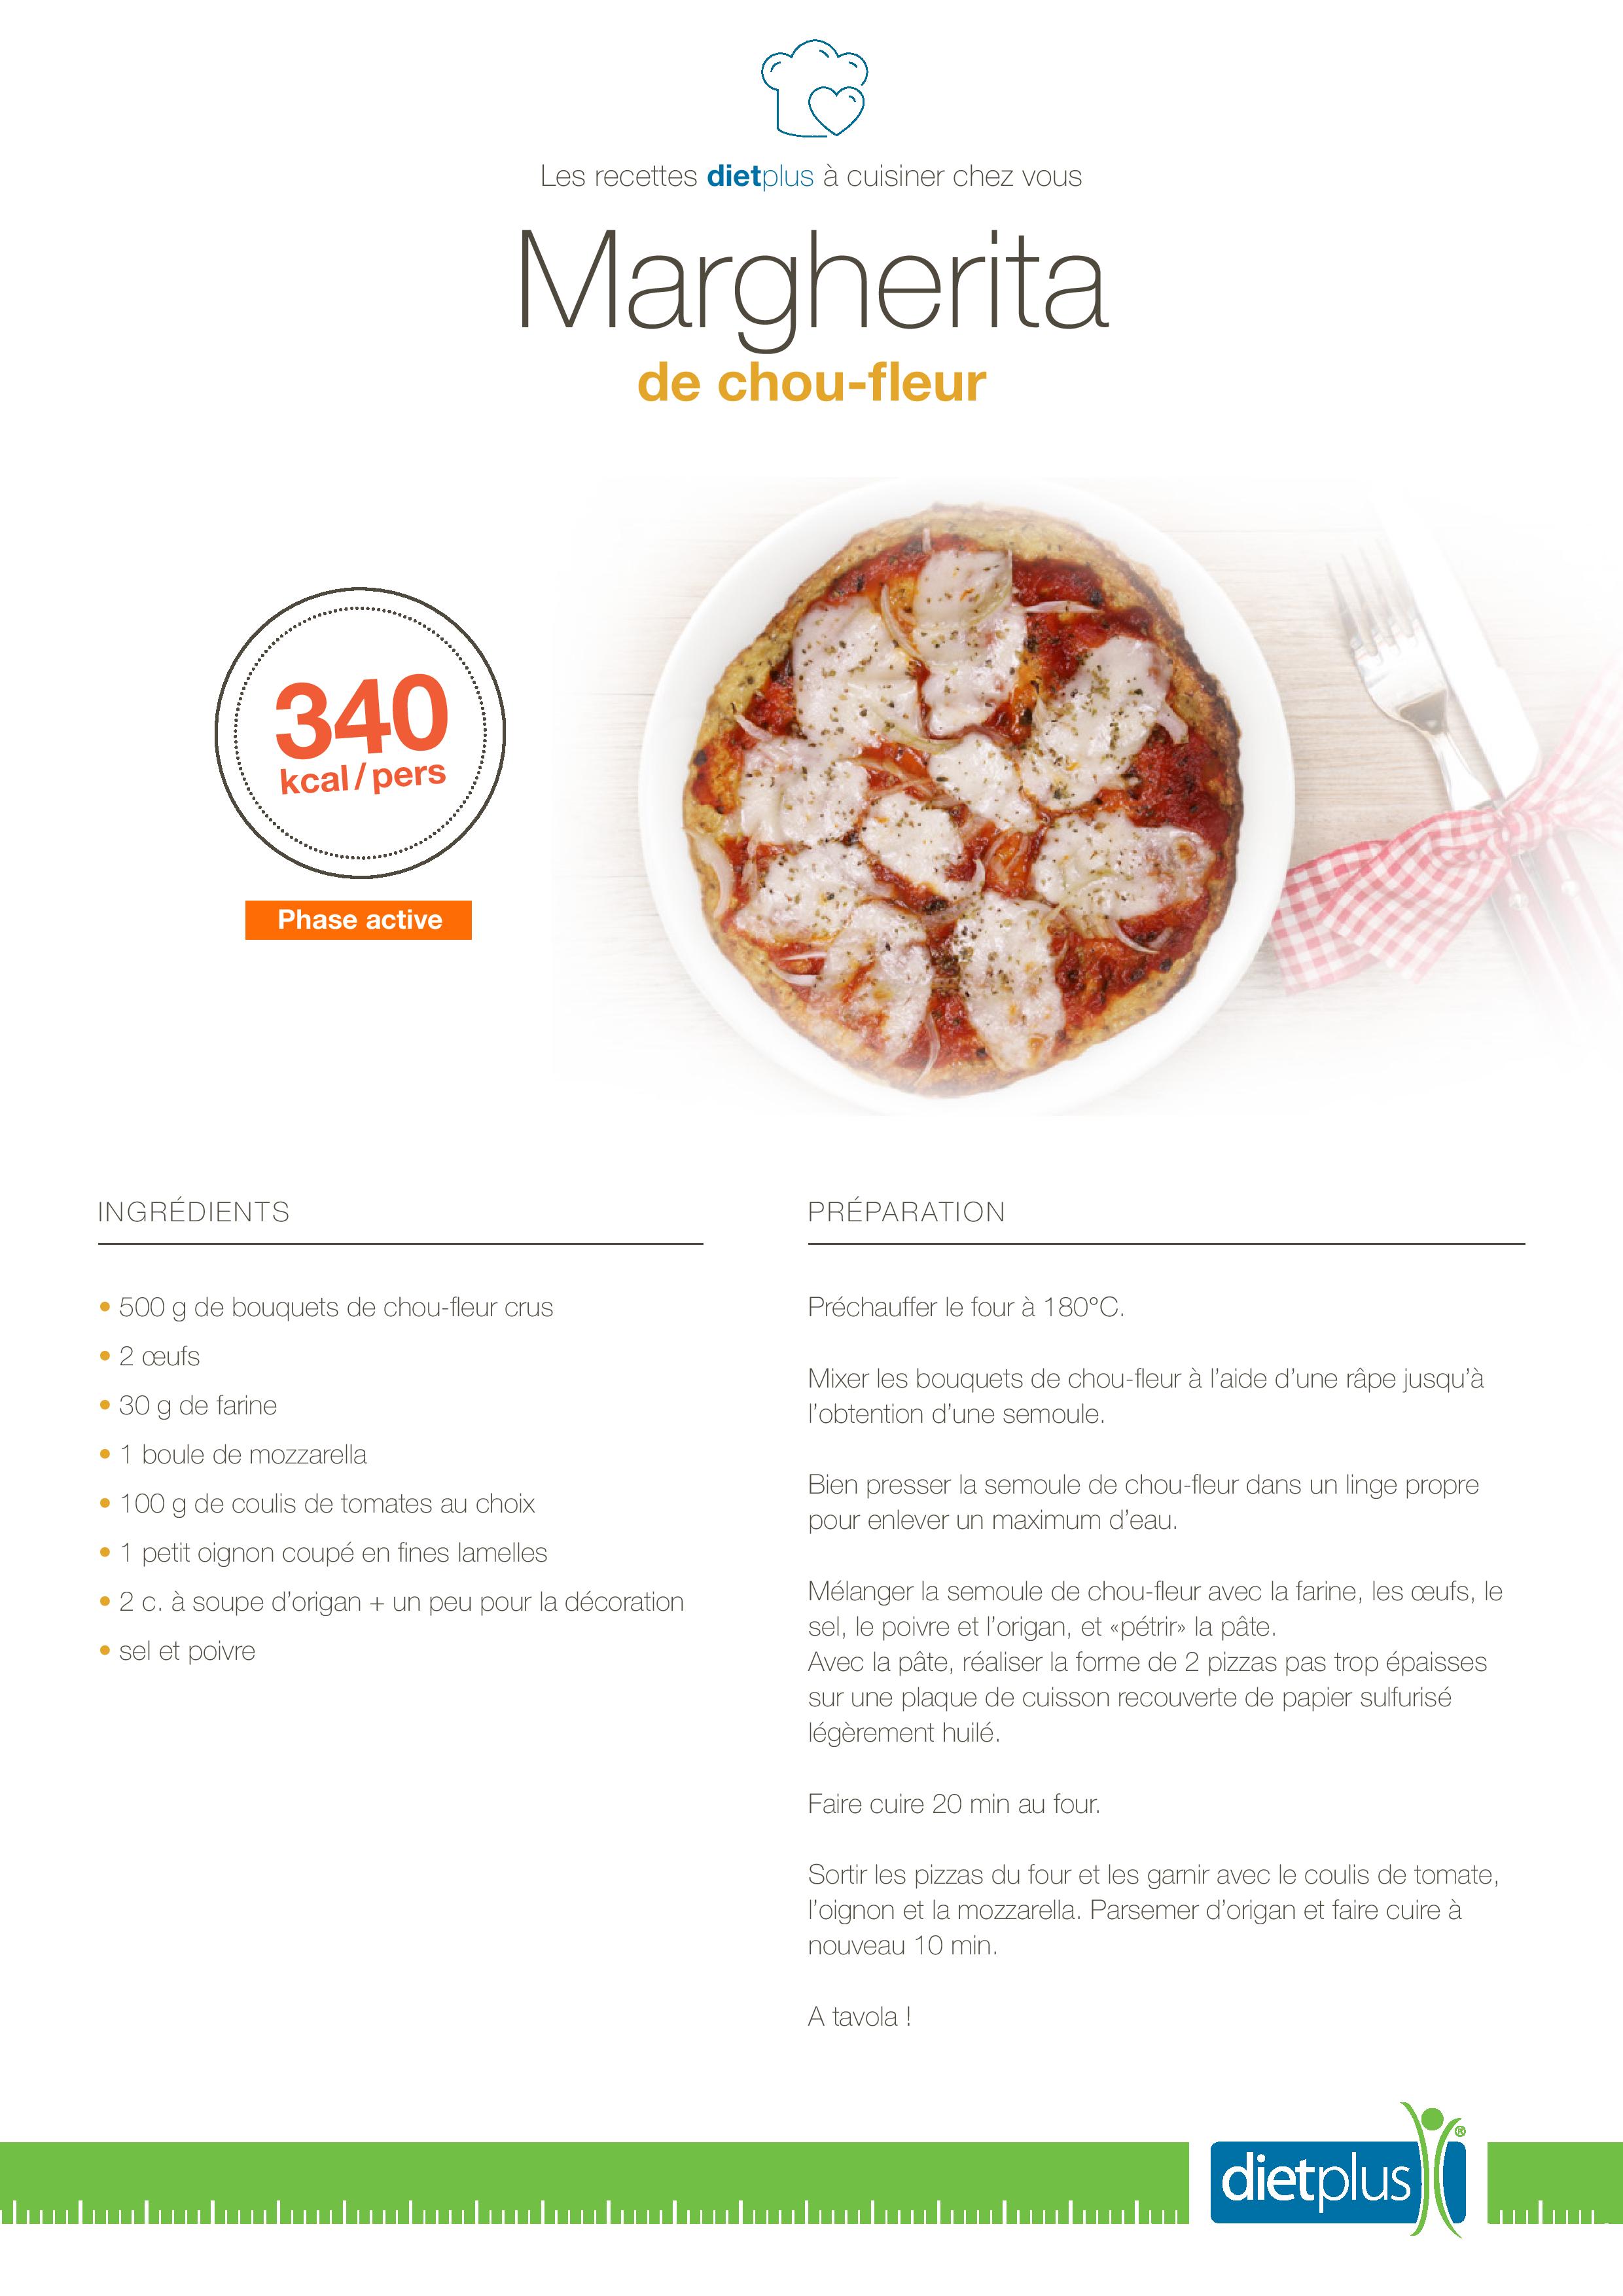 Les recettes dietplus à cuisiner chez vous
Margherita
de chou-fleur
340
kcal / pers
Phase active
INGRÉDIENTS
• 500 g de bouquets de chou-fleur crus
• 2 œufs
• 30 g de farine
• 1 boule de mozzarella
• 100 g de coulis de tomates au choix
• 1 petit oignon coupé en fines lamelles
• 2 c. à soupe d’origan + un peu pour la décoration
• sel et poivre
PRÉPARATION
Préchauffer le four à 180°C.
Mixer les bouquets de chou-fleur à l’aide d’une râpe jusqu’à
l’obtention d’une semoule.
Bien presser la semoule de chou-fleur dans un linge propre
pour enlever un maximum d’eau.
Mélanger la semoule de chou-fleur avec la farine, les œufs, le
sel, le poivre et l’origan, et «pétrir» la pâte.
Avec la pâte, réaliser la forme de 2 pizzas pas trop épaisses
sur une plaque de cuisson recouverte de papier sulfurisé
légèrement huilé.
Faire cuire 20 min au four.
Sortir les pizzas du four et les garnir avec le coulis de tomate,
l’oignon et la mozzarella. Parsemer d’origan et faire cuire à
nouveau 10 min.
A tavola !
dietplus ®